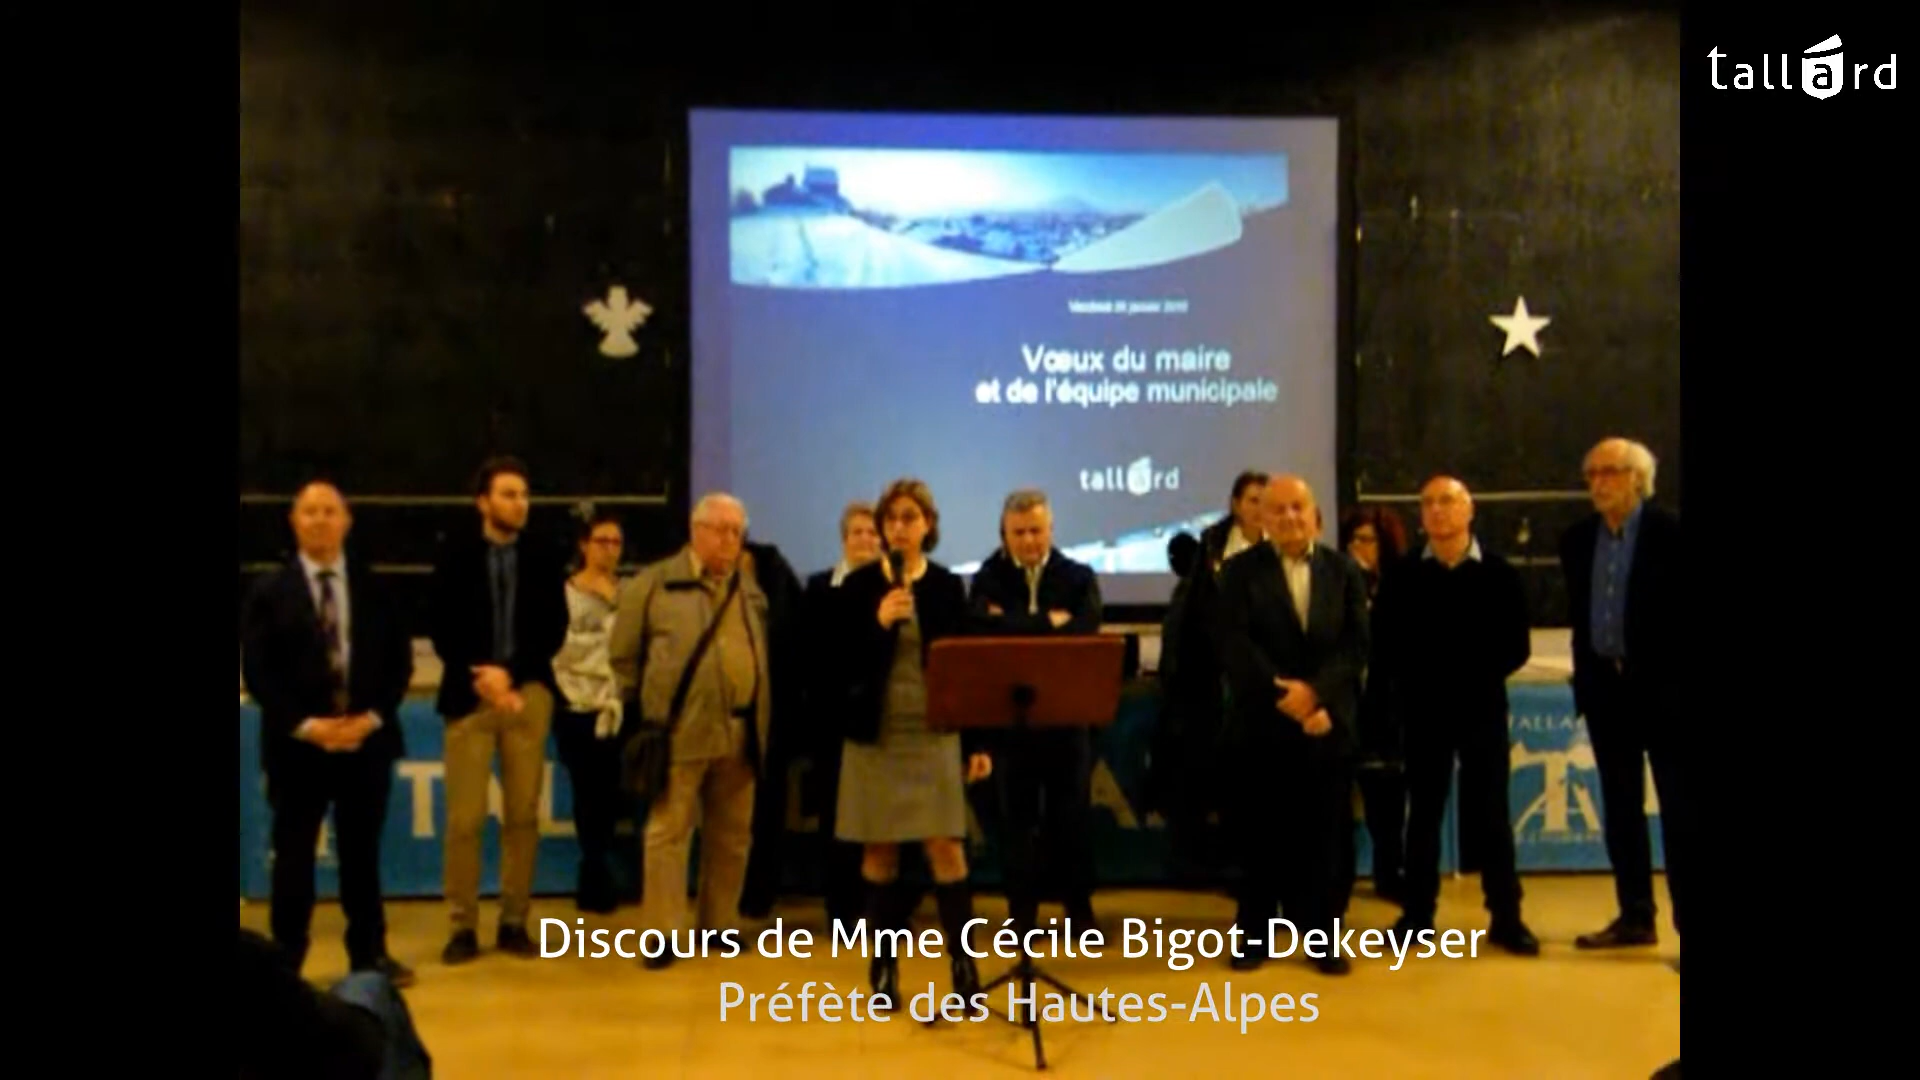 tallard
Vœux du maire
et de l'équipe municipale
tallard
TALLA
Discours de Mme Cécile Bigot-Dekeyser
Préfète des Hautes-Alpes